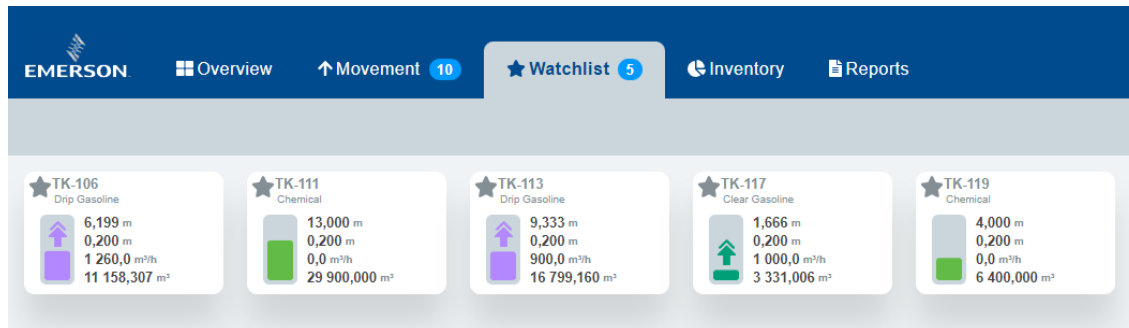 EMERSON
Overview
Movement 10
Watchlist 5
Inventory
Reports
TK-106
Drip Gasoline
6,199 m
0,200 m
1 260,0 m³/h
11 158,307 m³
TK-111
Chemical
13,000 m
0,200 m
0,0 m³/h
29 900,000 m³
TK-113
Drip Gasoline
9,333 m
0,200 m
900,0 m³/h
16 799,160 m³
TK-117
Clear Gasoline
1,666 m
0,200 m
1 000,0 m³/h
3 331,006 m³
TK-119
Chemical
4,000 m
0,200 m
0,0 m³/h
6 400,000 m³